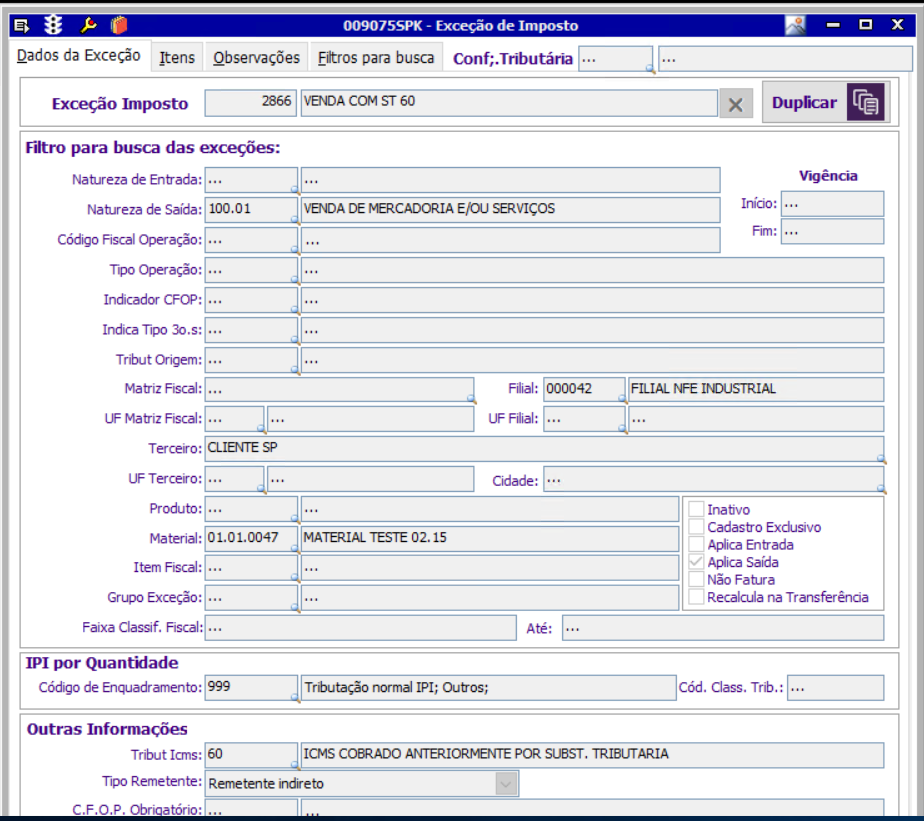 009075SPK - Exceção de Imposto
Dados da Exceção Itens Observações Filtros para busca Conf;.Tributária ... ...
Exceção Imposto 2866 VENDA COM ST 60 Duplicar
Filtro para busca das exceções:
Natureza de Entrada: ... ... Vigência
Natureza de Saída: 100.01 VENDA DE MERCADORIA E/OU SERVIÇOS Início: ...
Código Fiscal Operação: ... ... Fim: ...
Tipo Operação: ... ...
Indicador CFOP: ... ...
Indica Tipo 3o.s: ... ...
Tribut Origem: ... ...
Matriz Fiscal: ... Filial: 000042 FILIAL NFE INDUSTRIAL
UF Matriz Fiscal: ... ... UF Filial: ... ...
Terceiro: CLIENTE SP
UF Terceiro: ... ... Cidade: ...
Produto: ... ... Inativo
Cadastro Exclusivo
Material: 01.01.0047 MATERIAL TESTE 02.15 Aplica Entrada
Item Fiscal: ... ... Aplica Saída
Não Fatura
Grupo Exceção: ... ... Recalcula na Transferência
Faixa Classif. Fiscal: ... Até: ...
IPI por Quantidade
Código de Enquadramento: 999 Tributação normal IPI; Outros; Cód. Class. Trib.: ...
Outras Informações
Tribut Icms: 60 ICMS COBRADO ANTERIORMENTE POR SUBST. TRIBUTARIA
Tipo Remetente: Remetente indireto
C.F.O.P. Obrigatório: ... ...